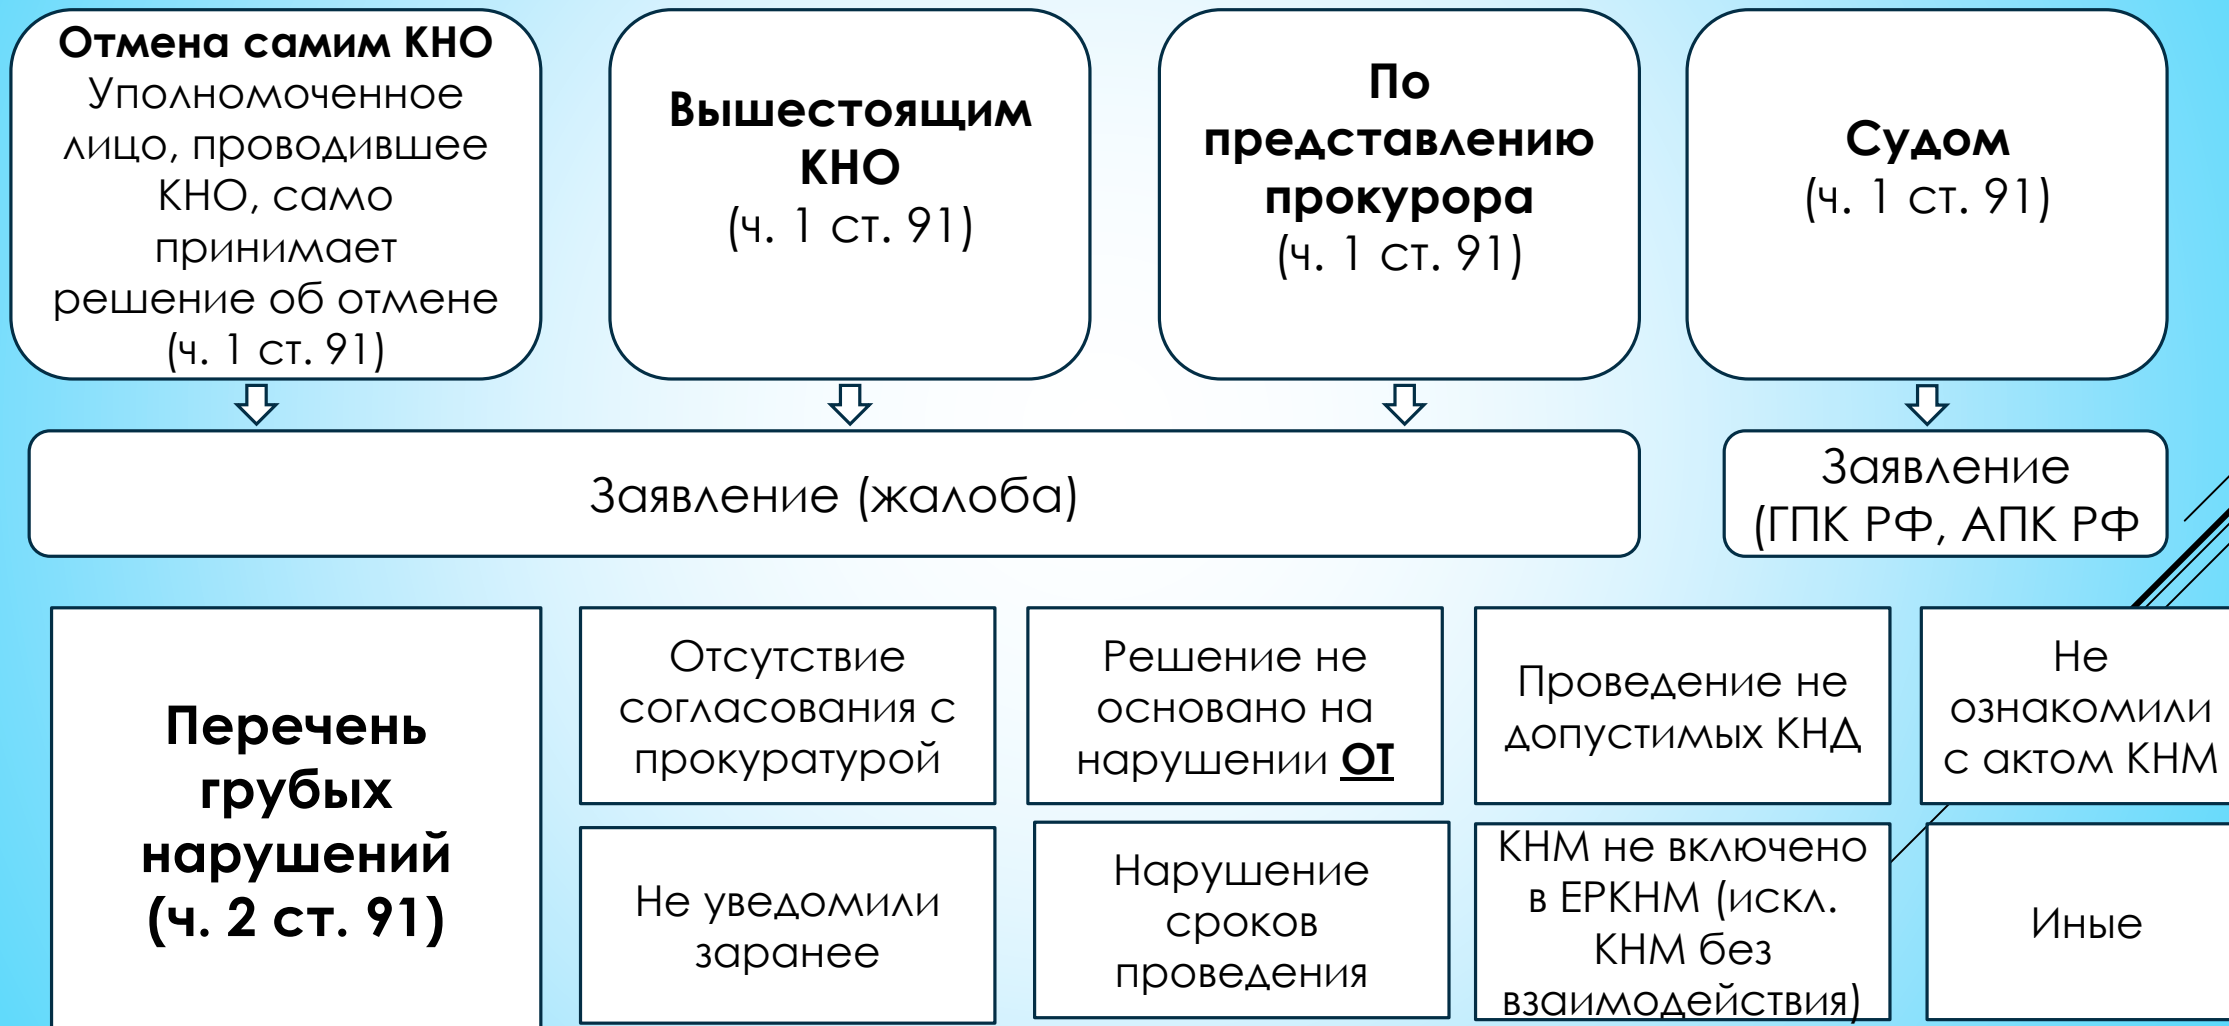 Отмена самим КНО
Уполномоченное
лицо, проводившее
КНО, само
принимает
решение об отмене
(ч. 1 ст. 91)
Вышестоящим
КНО
(ч. 1 ст. 91)
По
представлению
прокурора
(ч. 1 ст. 91)
Судом
(ч. 1 ст. 91)
Заявление (жалоба)
Заявление
(ГПК РФ, АПК РФ
Перечень
грубых
нарушений
(ч. 2 ст. 91)
Отсутствие
согласования с
прокуратурой
Решение не
основано на
нарушении ОТ
Проведение не
допустимых КНД
Не
ознакомили
с актом КНМ
Не уведомили
заранее
Нарушение
сроков
проведения
КНМ не включено
в ЕРКНМ (искл.
КНМ без
взаимодействия)
Иные